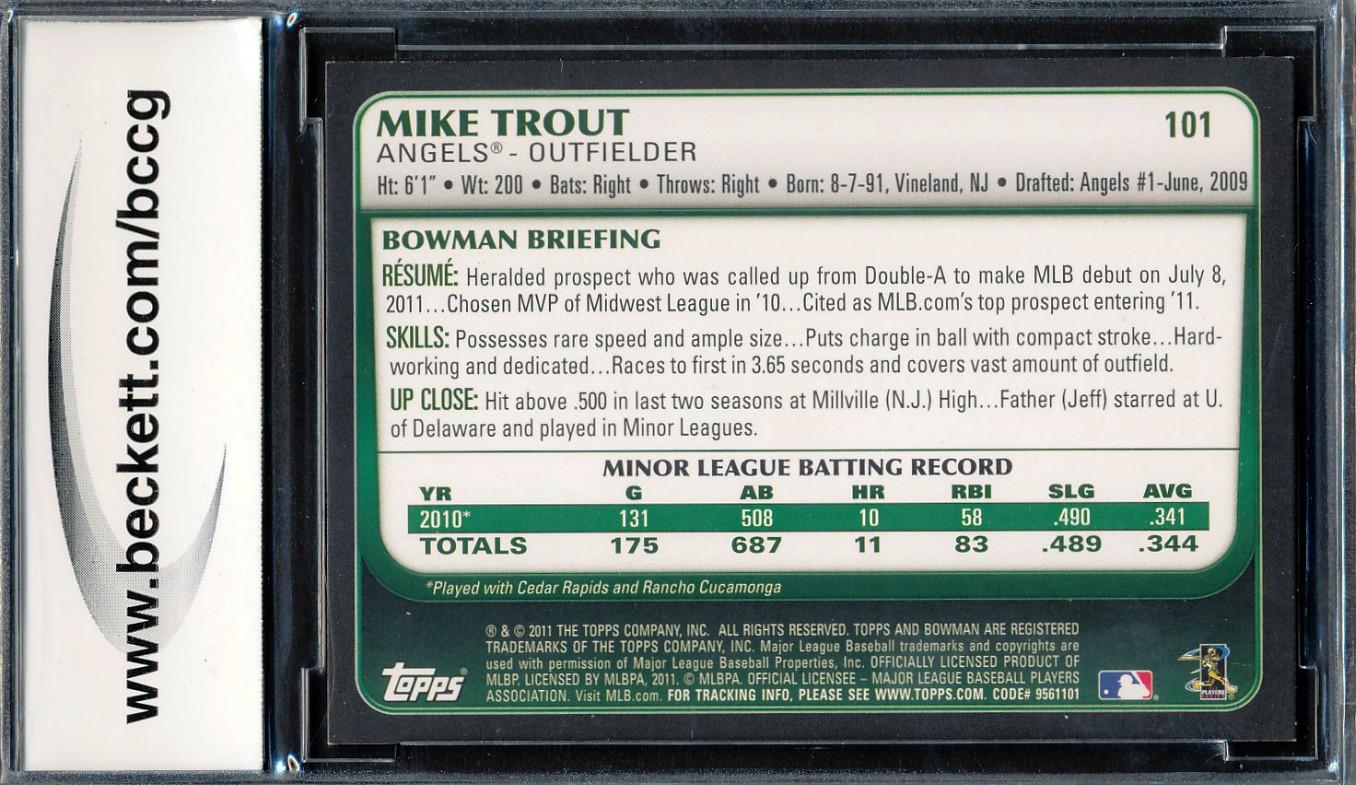 www.beckett.com/bccg
MIKE TROUT
101
ANGELS® - OUTFIELDER
Ht: 6'1" • Wt: 200 • Bats: Right • Throws: Right • Born: 8-7-91, Vineland, NJ • Drafted: Angels #1-June, 2009
BOWMAN BRIEFING
RÉSUMÉ: Heralded prospect who was called up from Double-A to make MLB debut on July 8,
2011...Chosen MVP of Midwest League in '10...Cited as MLB.com's top prospect entering '11.
SKILLS: Possesses rare speed and ample size...Puts charge in ball with compact stroke...Hard-
working and dedicated...Races to first in 3.65 seconds and covers vast amount of outfield.
UP CLOSE: Hit above .500 in last two seasons at Millville (N.J.) High...Father (Jeff) starred at U.
of Delaware and played in Minor Leagues.
MINOR LEAGUE BATTING RECORD
YR G AB HR RBI SLG AVG
2010* 131 508 10 58 .490 .341
TOTALS 175 687 11 83 .489 .344
*Played with Cedar Rapids and Rancho Cucamonga
® & © 2011 THE TOPPS COMPANY, INC. ALL RIGHTS RESERVED. TOPPS AND BOWMAN ARE REGISTERED
TRADEMARKS OF THE TOPPS COMPANY, INC. Major League Baseball trademarks and copyrights are
used with permission of Major League Baseball Properties, Inc. OFFICIALLY LICENSED PRODUCT OF
MLBP. LICENSED BY MLBPA, 2011. © MLBPA. OFFICIAL LICENSEE – MAJOR LEAGUE BASEBALL PLAYERS
ASSOCIATION. Visit MLB.com. FOR TRACKING INFO, PLEASE SEE WWW.TOPPS.COM. CODE# 9561101
Topps®
PLAYERS